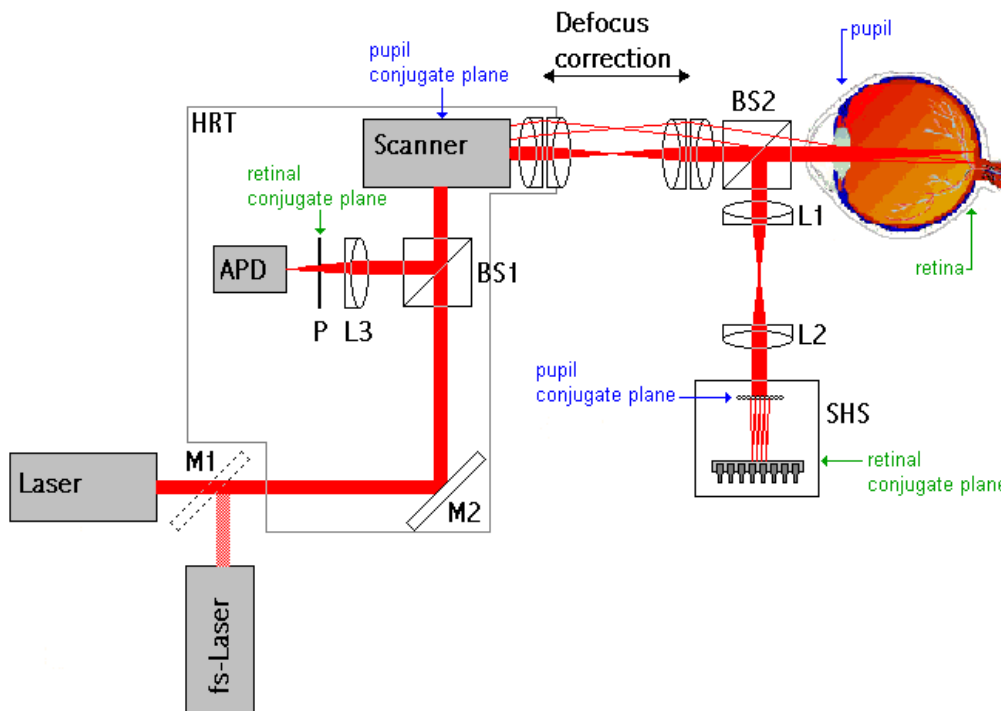 Defocus
correction
pupil
pupil
conjugate plane
BS2
HRT
Scanner
retinal
conjugate plane
L1
APD
BS1
retina
P
L3
L2
pupil
conjugate plane
SHS
M1
retinal
conjugate plane
Laser
M2
fs-Laser